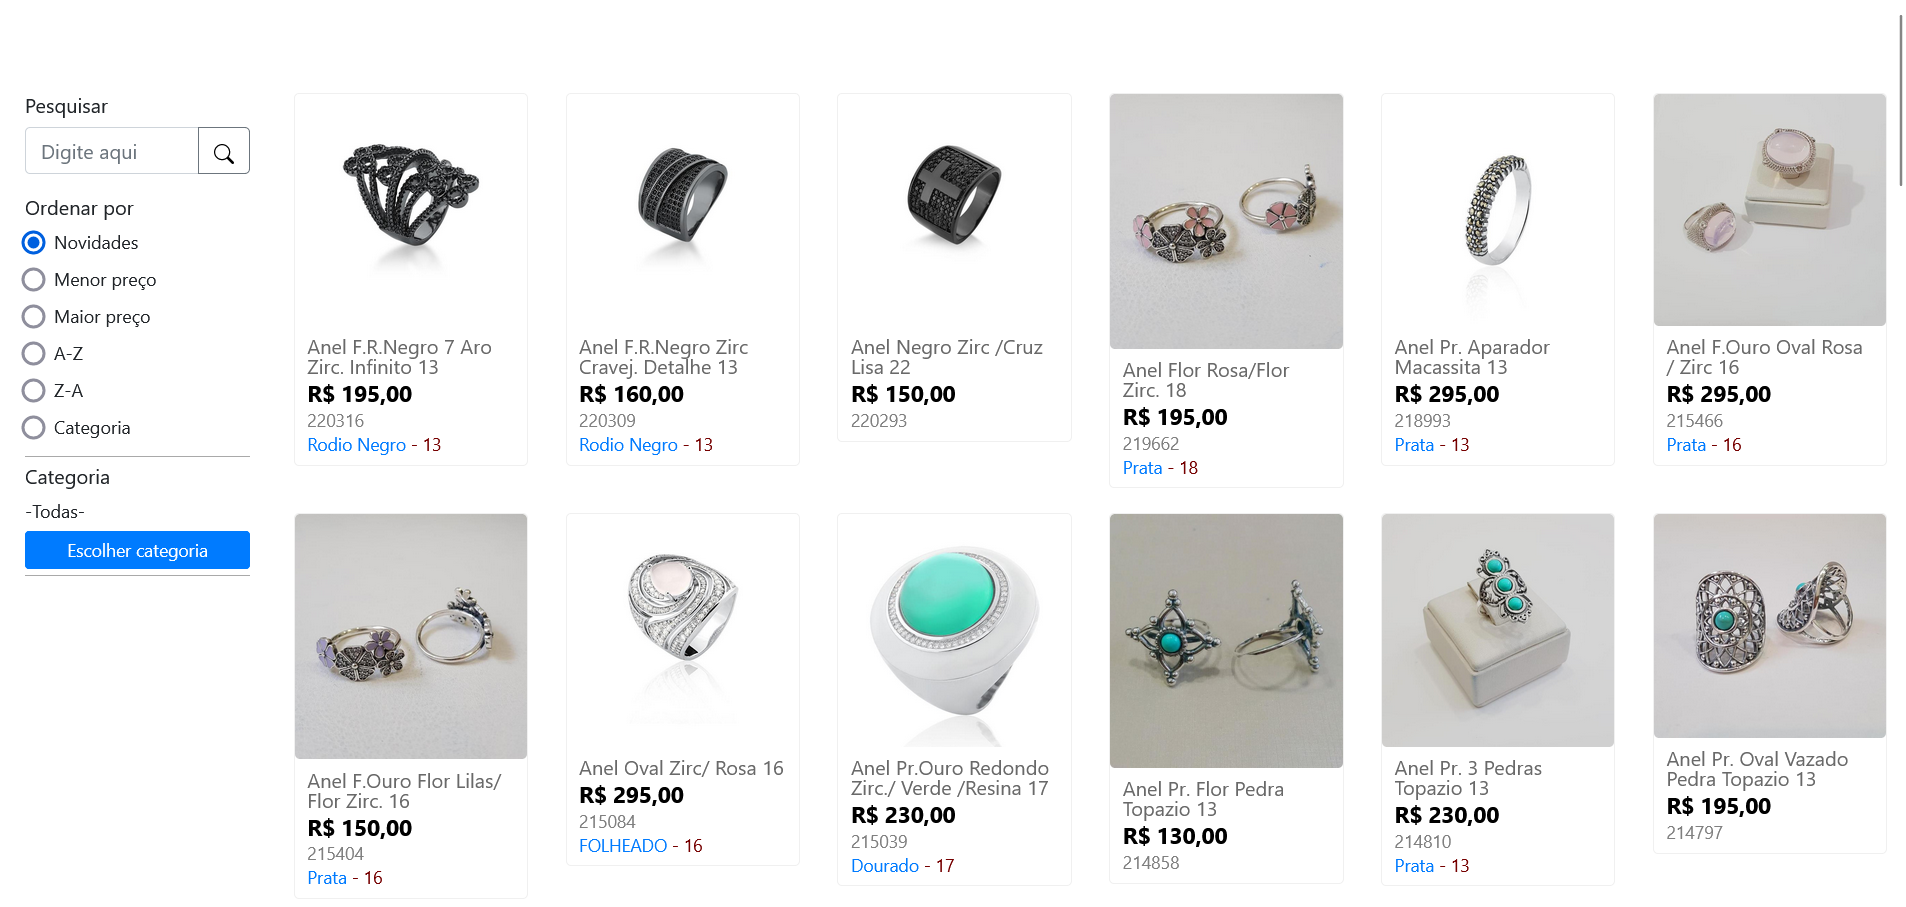 Pesquisar
Digite aqui
Ordenar por
Novidades
Menor preço
Maior preço
A-Z
Z-A
Categoria
Categoria
-Todas-
Escolher categoria
Anel F.R.Negro 7 Aro
Zirc. Infinito 13
R$ 195,00
220316
Rodio Negro - 13
Anel F.R.Negro Zirc
Cravej. Detalhe 13
R$ 160,00
220309
Rodio Negro - 13
Anel Negro Zirc /Cruz
Lisa 22
R$ 150,00
220293
Anel Flor Rosa/Flor
Zirc. 18
R$ 195,00
219662
Prata - 18
Anel Pr. Aparador
Macassita 13
R$ 295,00
218993
Prata - 13
Anel F.Ouro Oval Rosa
/ Zirc 16
R$ 295,00
215466
Prata - 16
Anel F.Ouro Flor Lilas/
Flor Zirc. 16
R$ 150,00
215404
Prata - 16
Anel Oval Zirc/ Rosa 16
R$ 295,00
215084
FOLHEADO - 16
Anel Pr.Ouro Redondo
Zirc./ Verde /Resina 17
R$ 230,00
215039
Dourado - 17
Anel Pr. Flor Pedra
Topazio 13
R$ 130,00
214858
Anel Pr. 3 Pedras
Topazio 13
R$ 230,00
214810
Prata - 13
Anel Pr. Oval Vazado
Pedra Topazio 13
R$ 195,00
214797